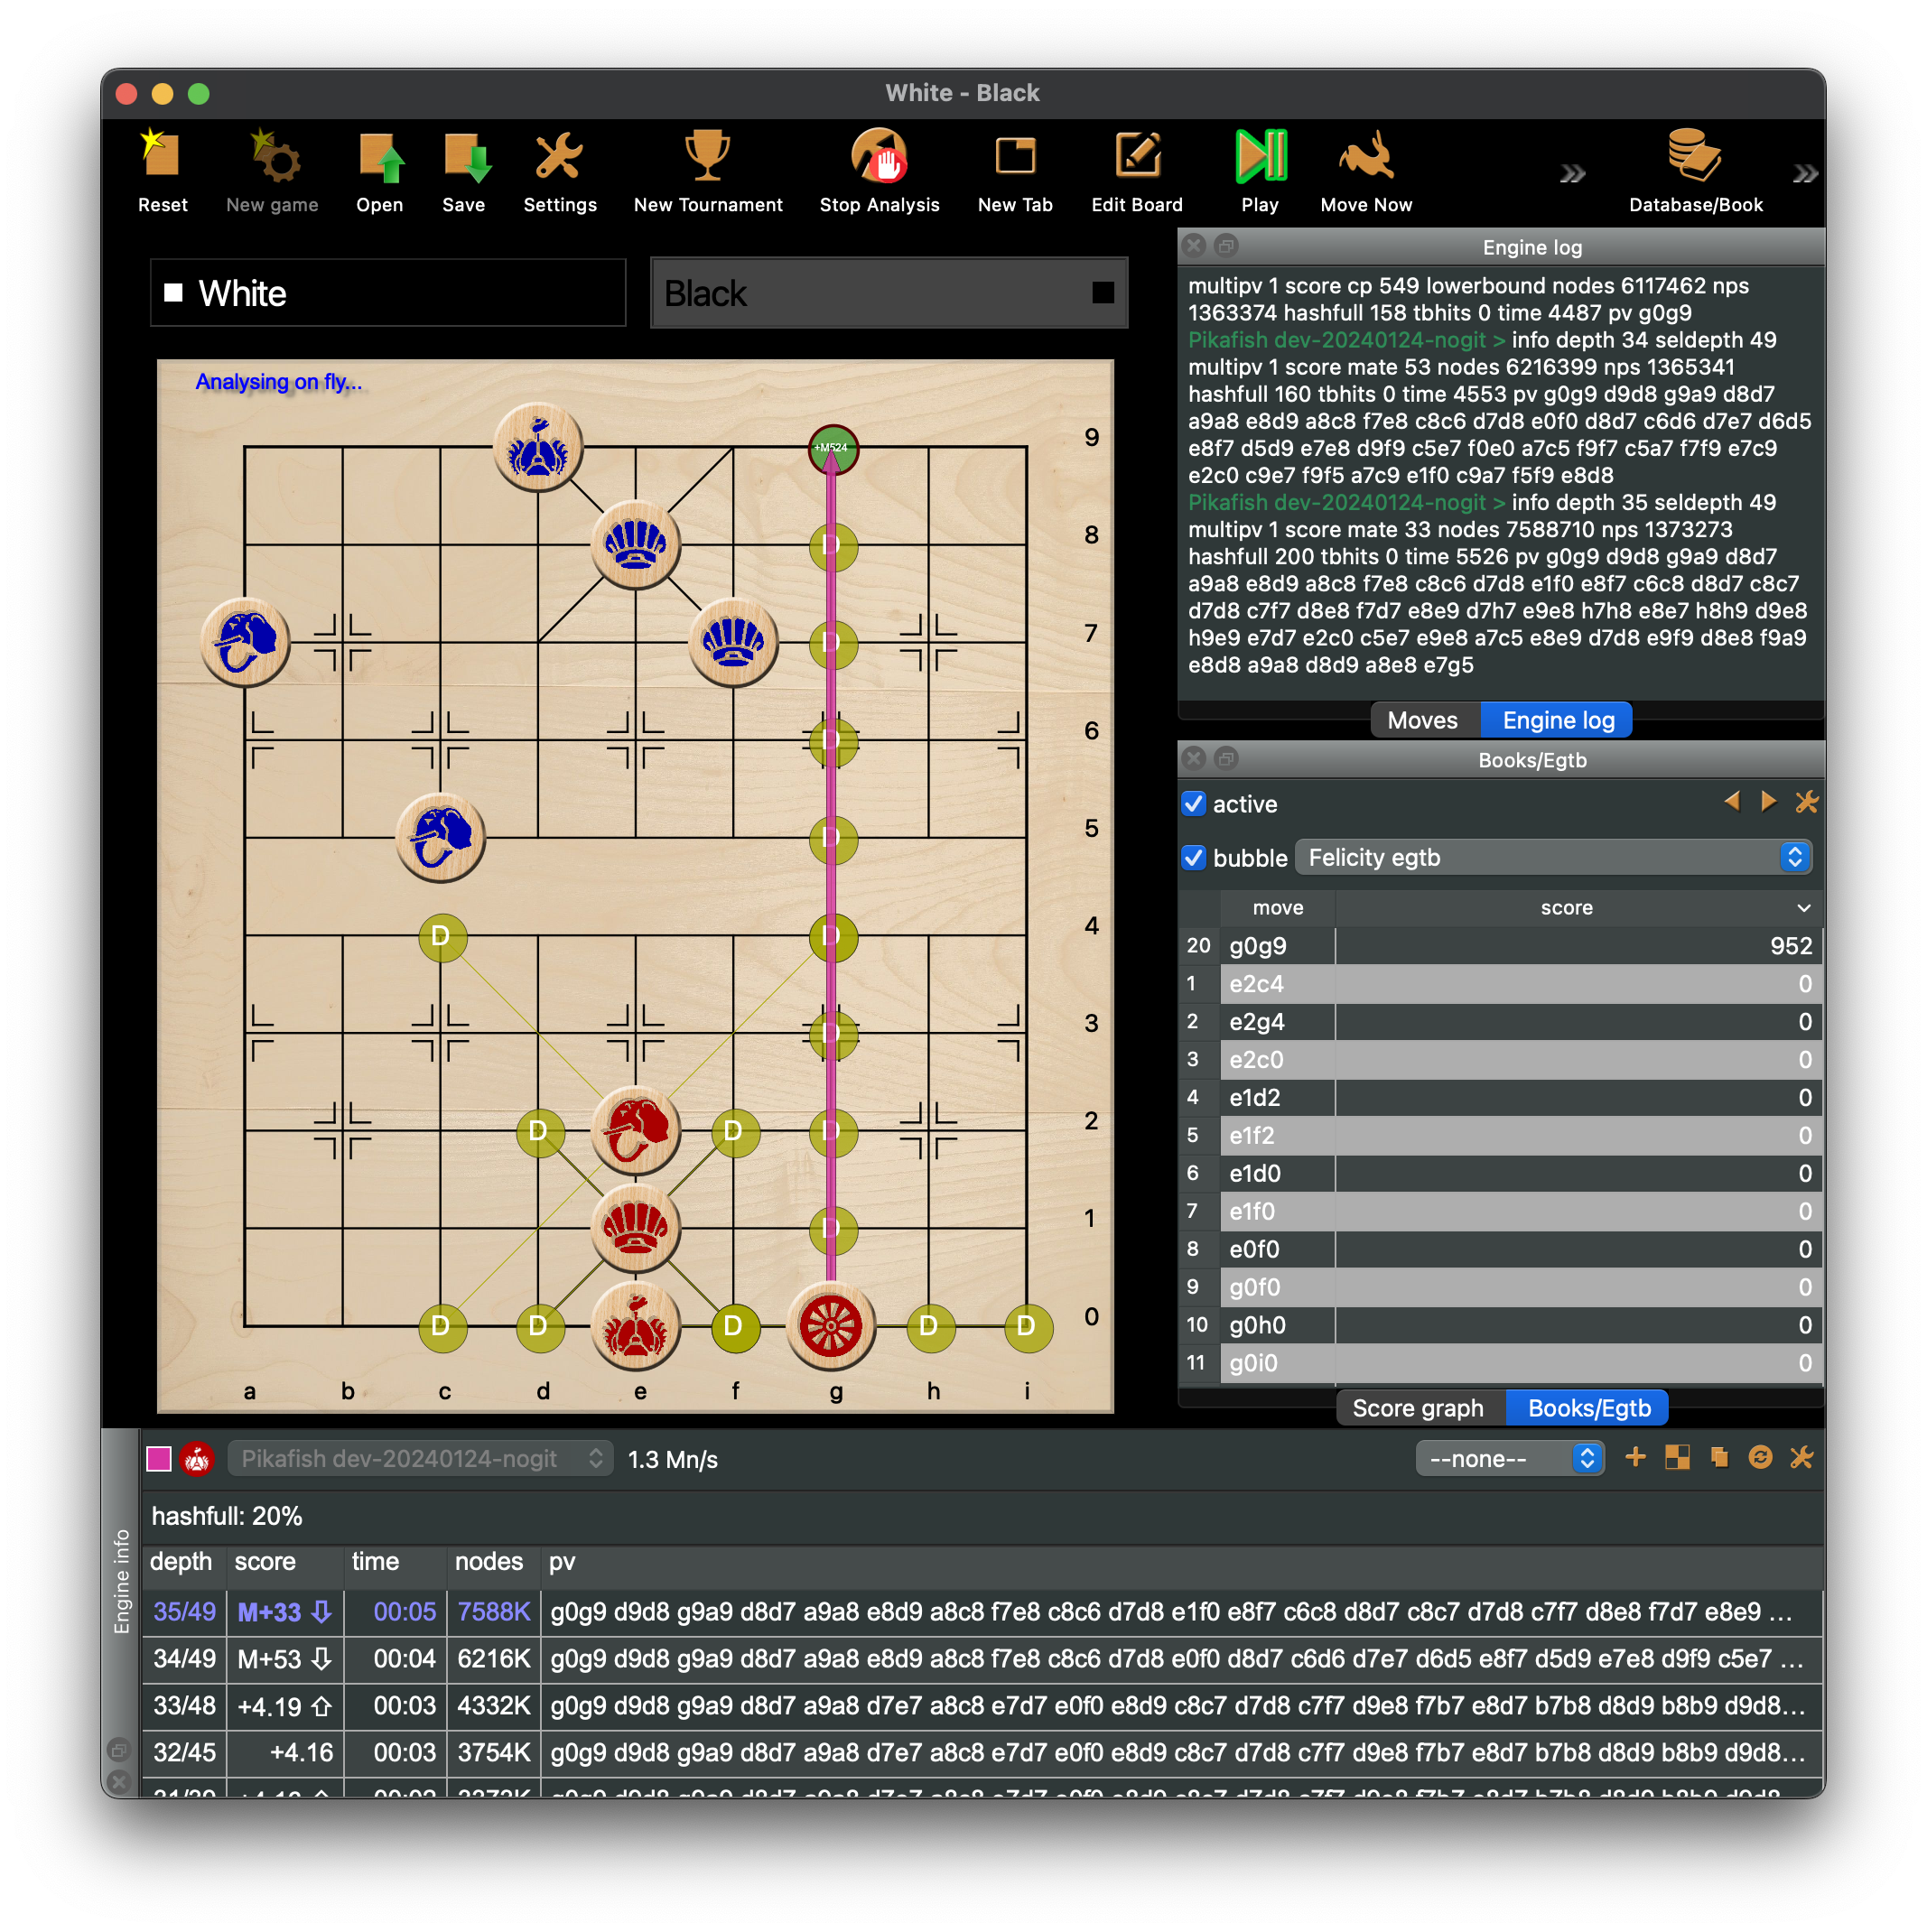 White - Black
Reset
New game
Open
Save
Settings
New Tournament
Stop Analysis
New Tab
Edit Board
Play
Move Now
Database/Book
White
Black
Analysing on fly...
+M524
9
D
8
D
7
D
6
D
5
D D
4
D
3
D D D
2
D
1
D D D D D
0
a b c d e f g h i
Engine log
multipv 1 score cp 549 lowerbound nodes 6117462 nps
1363374 hashfull 158 tbhits 0 time 4487 pv g0g9
Pikafish dev-20240124-nogit > info depth 34 seldepth 49
multipv 1 score mate 53 nodes 6216399 nps 1365341
hashfull 160 tbhits 0 time 4553 pv g0g9 d9d8 g9a9 d8d7
a9a8 e8d9 a8c8 f7e8 c8c6 d7d8 e0f0 d8d7 c6d6 d7e7 d6d5
e8f7 d5d9 e7e8 d9f9 c5e7 f0e0 a7c5 f9f7 c5a7 f7f9 e7c9
e2c0 c9e7 f9f5 a7c9 e1f0 c9a7 f5f9 e8d8
Pikafish dev-20240124-nogit > info depth 35 seldepth 49
multipv 1 score mate 33 nodes 7588710 nps 1373273
hashfull 200 tbhits 0 time 5526 pv g0g9 d9d8 g9a9 d8d7
a9a8 e8d9 a8c8 f7e8 c8c6 d7d8 e1f0 e8f7 c6c8 d8d7 c8c7
d7d8 c7f7 d8e8 f7d7 e8e9 d7h7 e9e8 h7h8 e8e7 h8h9 d9e8
h9e9 e7d7 e2c0 c5e7 e9e8 a7c5 e8e9 d7d8 e9f9 d8e8 f9a9
e8d8 a9a8 d8d9 a8e8 e7g5
Moves
Engine log
Books/Egtb
active
bubble
Felicity egtb
move score
20 g0g9 952
1 e2c4 0
2 e2g4 0
3 e2c0 0
4 e1d2 0
5 e1f2 0
6 e1d0 0
7 e1f0 0
8 e0f0 0
9 g0f0 0
10 g0h0 0
11 g0i0 0
Score graph
Books/Egtb
Engine info
Pikafish dev-20240124-nogit
1.3 Mn/s
--none--
hashfull: 20%
depth score time nodes pv
35/49 M+33 00:05 7588K g0g9 d9d8 g9a9 d8d7 a9a8 e8d9 a8c8 f7e8 c8c6 d7d8 e1f0 e8f7 c6c8 d8d7 c8c7 d7d8 c7f7 d8e8 f7d7 e8e9 ...
34/49 M+53 00:04 6216K g0g9 d9d8 g9a9 d8d7 a9a8 e8d9 a8c8 f7e8 c8c6 d7d8 e0f0 d8d7 c6d6 d7e7 d6d5 e8f7 d5d9 e7e8 d9f9 c5e7 ...
33/48 +4.19 00:03 4332K g0g9 d9d8 g9a9 d8d7 a9a8 d7e7 a8c8 e7d7 e0f0 e8d9 c8c7 d7d8 c7f7 d9e8 f7b7 e8d7 b7b8 d8d9 b8b9 d9d8...
32/45 +4.16 00:03 3754K g0g9 d9d8 g9a9 d8d7 a9a8 d7e7 a8c8 e7d7 e0f0 e8d9 c8c7 d7d8 c7f7 d9e8 f7b7 e8d7 b7b8 d8d9 b8b9 d9d8...